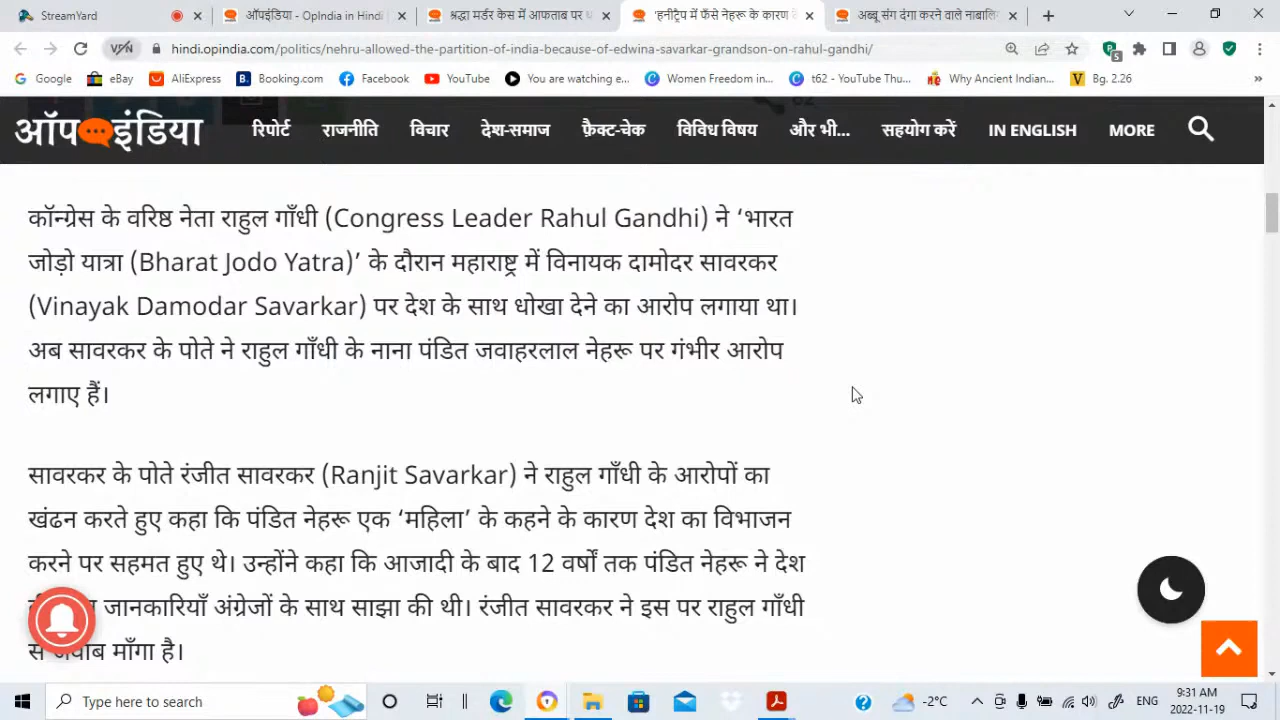 StreamYard
ऑपइंडिया - OpIndia in Hindi
श्रद्धा मर्डर केस में आफताब पर ध
'हनीट्रैप में फँसे नेहरू के कारण दे
अब्बू संग दंगा करने वाले नाबालि
VPN
hindi.opindia.com/politics/nehru-allowed-the-partition-of-india-because-of-edwina-savarkar-grandson-on-rahul-gandhi/
5
Google
eBay
AliExpress
Booking.com
Facebook
YouTube
You are watching e...
Women Freedom in...
t62 - YouTube Thu...
Why Ancient Indian...
Bg. 2.26
»
ऑपइंडिया
रिपोर्ट
राजनीति
विचार
देश-समाज
फ़ैक्ट-चेक
विविध विषय
और भी...
सहयोग करें
IN ENGLISH
MORE
कॉन्ग्रेस के वरिष्ठ नेता राहुल गाँधी (Congress Leader Rahul Gandhi) ने 'भारत
जोड़ो यात्रा (Bharat Jodo Yatra)' के दौरान महाराष्ट्र में विनायक दामोदर सावरकर
(Vinayak Damodar Savarkar) पर देश के साथ धोखा देने का आरोप लगाया था।
अब सावरकर के पोते ने राहुल गाँधी के नाना पंडित जवाहरलाल नेहरू पर गंभीर आरोप
लगाए हैं।
सावरकर के पोते रंजीत सावरकर (Ranjit Savarkar) ने राहुल गाँधी के आरोपों का
खंढन करते हुए कहा कि पंडित नेहरू एक 'महिला' के कहने के कारण देश का विभाजन
करने पर सहमत हुए थे। उन्होंने कहा कि आजादी के बाद 12 वर्षों तक पंडित नेहरू ने देश
जानकारियाँ अंग्रेजों के साथ साझा की थी। रंजीत सावरकर ने इस पर राहुल गाँधी
माँगा है।
Type here to search
-2°C
ENG
9:31 AM
2022-11-19